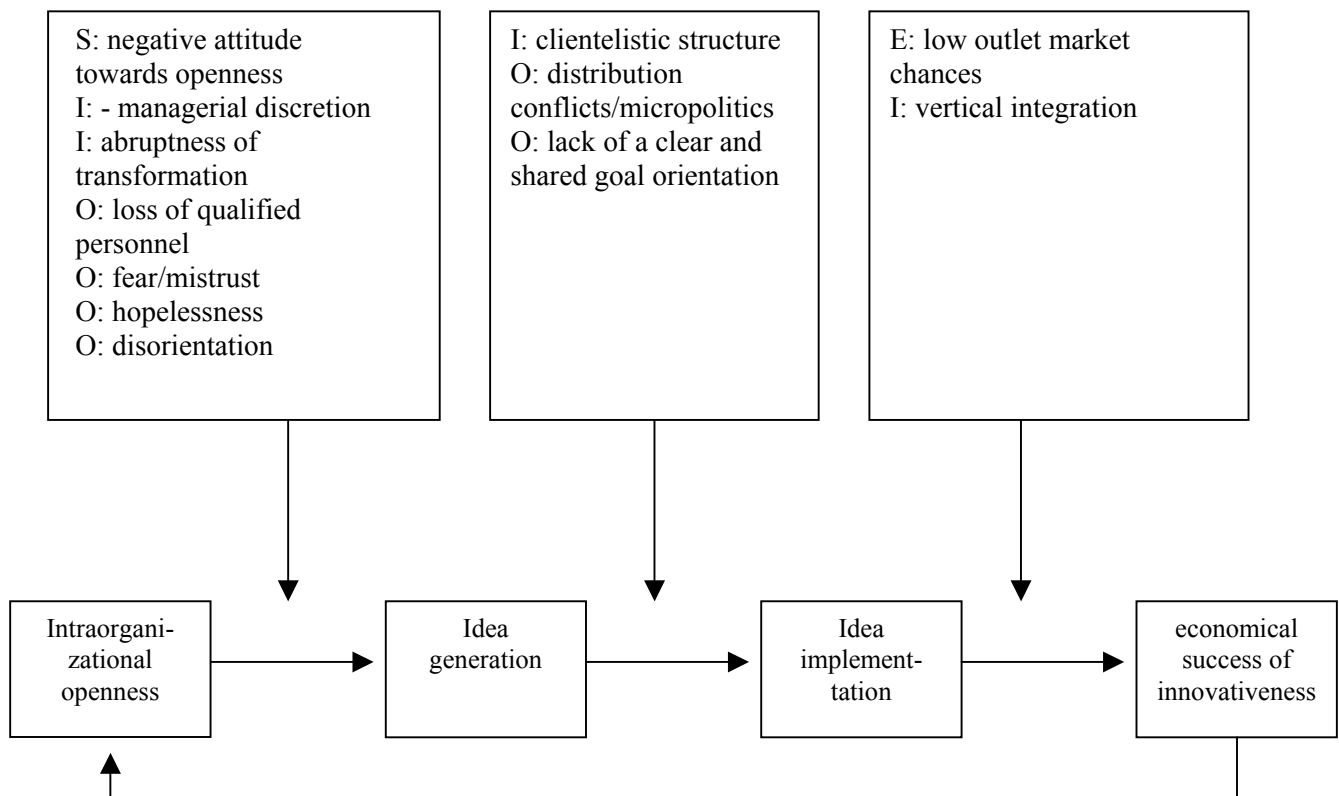 S: negative attitude
towards openness
I: - managerial discretion
I: abruptness of
transformation
O: loss of qualified
personnel
O: fear/mistrust
O: hopelessness
O: disorientation
I: clientelistic structure
O: distribution
conflicts/micropolitics
O: lack of a clear and
shared goal orientation
E: low outlet market
chances
I: vertical integration
Intraorgani-
zational
openness
Idea
generation
Idea
implement-
tation
economical
success of
innovativeness